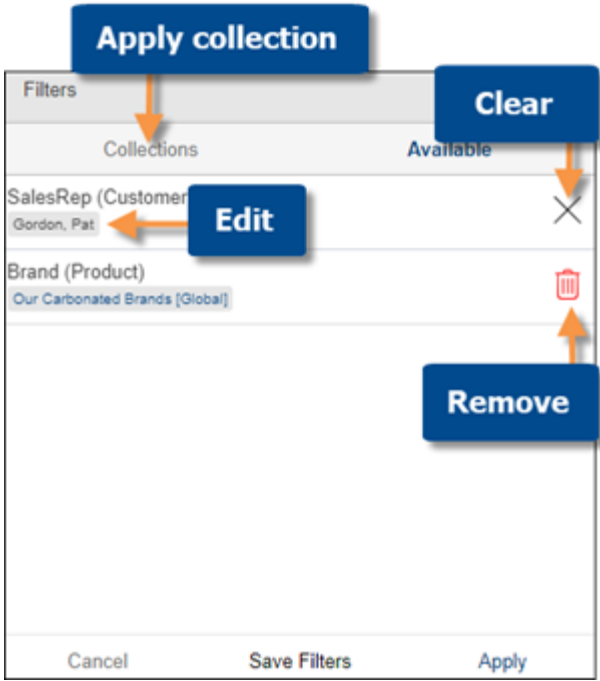 Apply collection
Filters
Clear
Collections
Available
SalesRep (Customer
Gordon, Pat
Edit
Brand (Product)
Our Carbonated Brands [Global]
Remove
Cancel
Save Filters
Apply